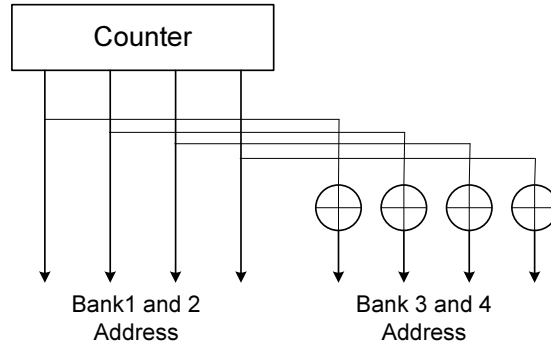 Counter
Bank1 and 2
Address
Bank 3 and 4
Address